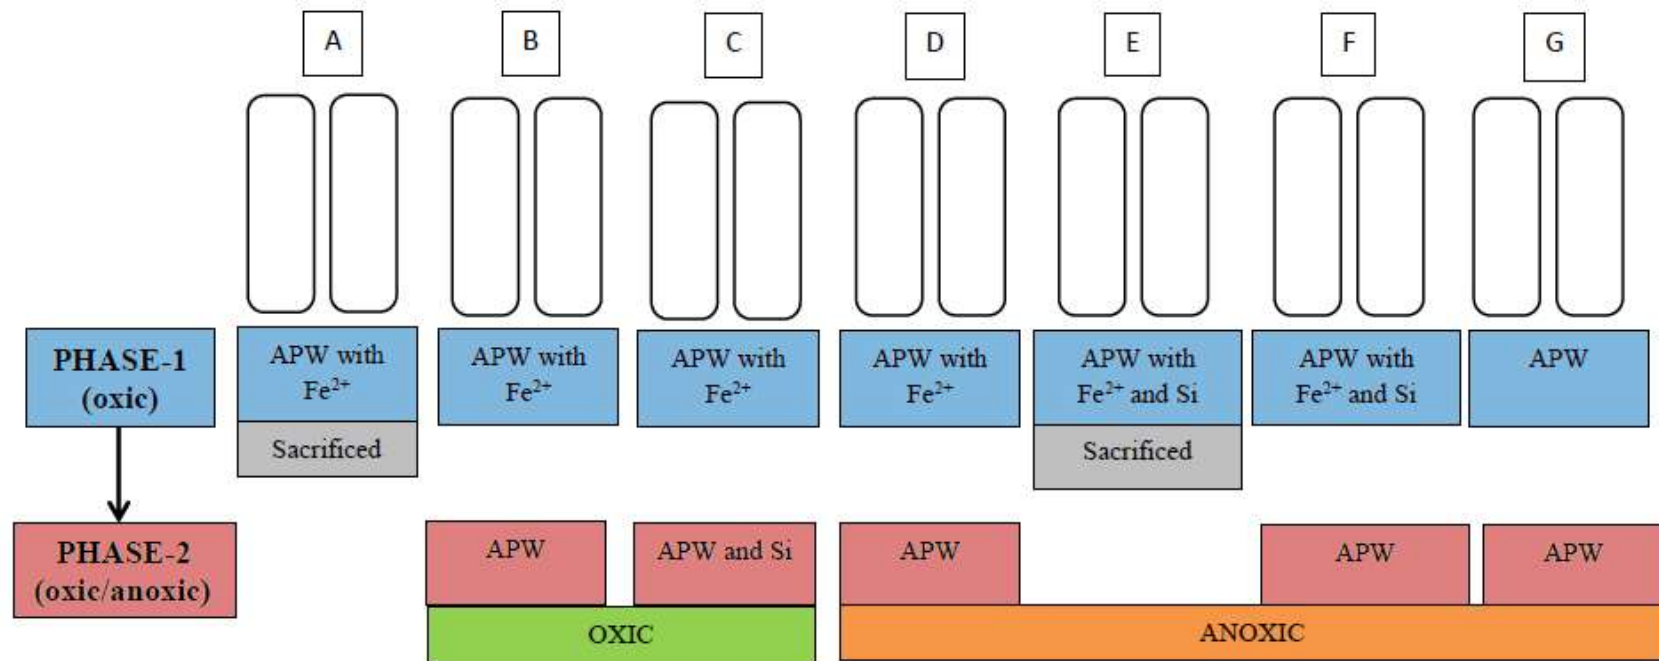 A
B
C
D
E
F
G
PHASE-1
(oxic)
APW with
Fe²⁺
APW with
Fe²⁺
APW with
Fe²⁺
APW with
Fe²⁺
APW with
Fe²⁺ and Si
APW with
Fe²⁺ and Si
APW
Sacrificed
Sacrificed
PHASE-2
(oxic/anoxic)
APW
APW and Si
APW
APW
APW
OXIC
ANOXIC